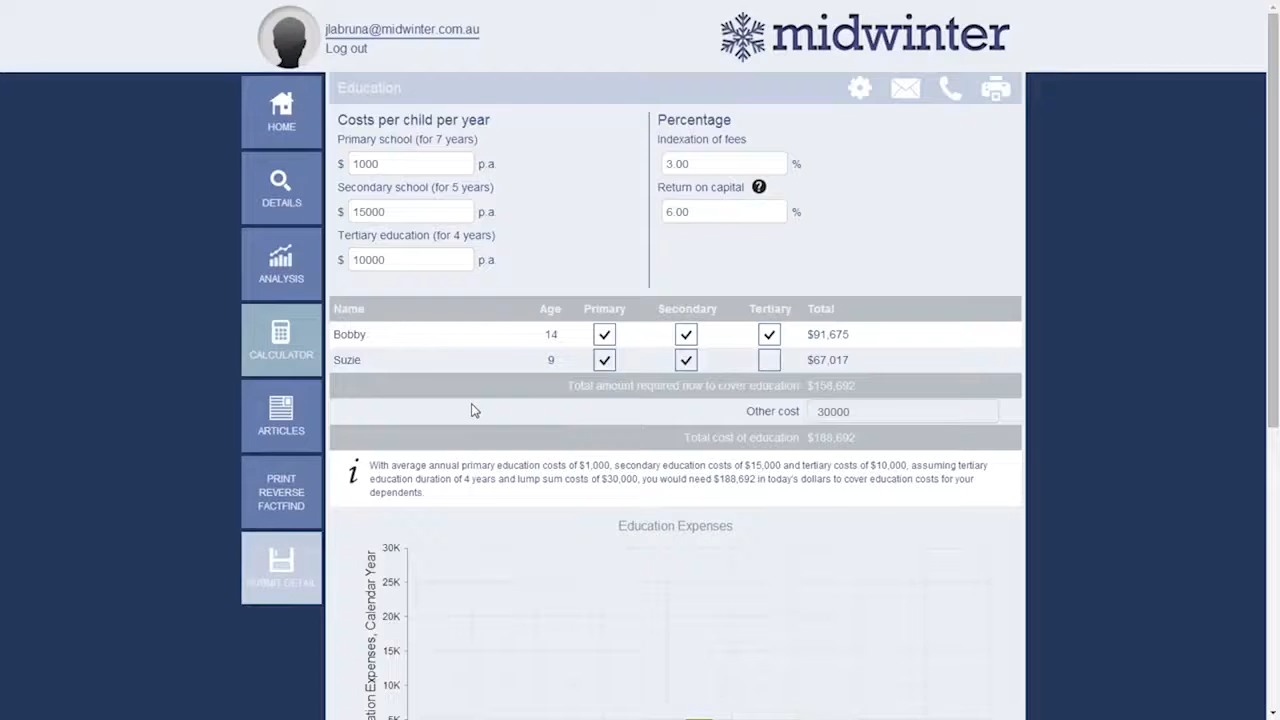 jlabruna@midwinter.com.au
Log out
midwinter
HOME
DETAILS
ANALYSIS
CALCULATOR
ARTICLES
PRINT
REVERSE
FACTFIND
SUBMIT DETAIL
Education
Costs per child per year
Primary school (for 7 years)
$ 1000 p.a.
Secondary school (for 5 years)
$ 15000 p.a.
Tertiary education (for 4 years)
$ 10000 p.a.
Percentage
Indexation of fees
3.00 %
Return on capital ?
6.00 %
Name Age Primary Secondary Tertiary Total
Bobby 14 $91,675
Suzie 9 $67,017
Total amount required now to cover education $158,692
Other cost 30000
Total cost of education $188,692
i
With average annual primary education costs of $1,000, secondary education costs of $15,000 and tertiary costs of $10,000, assuming tertiary
education duration of 4 years and lump sum costs of $30,000, you would need $188,692 in today's dollars to cover education costs for your
dependents.
Education Expenses
30K
25K
20K
15K
10K
5K
ation Expenses, Calendar Year